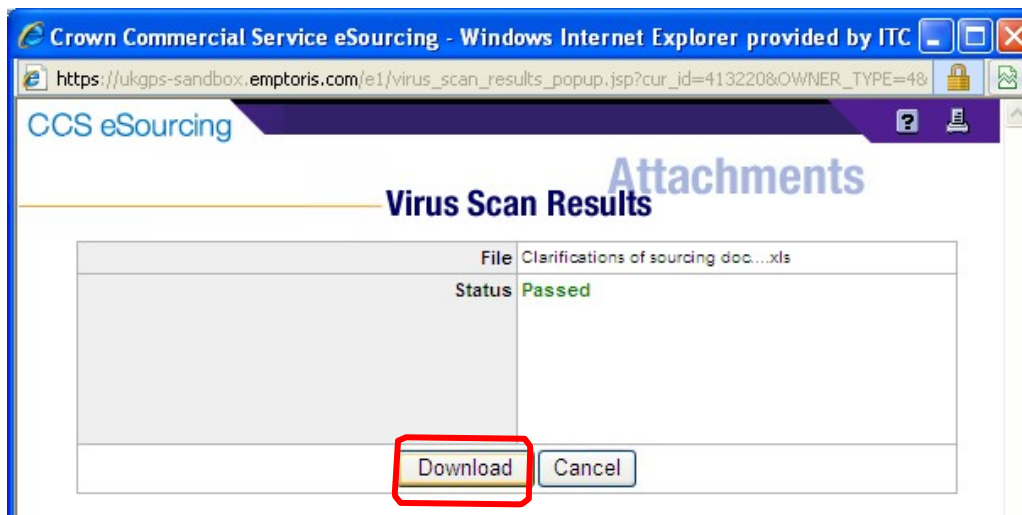 Crown Commercial Service eSourcing - Windows Internet Explorer provided by ITC
https://ukgps-sandbox.emptoris.com/e1/virus_scan_results_popup.jsp?cur_id=413220&OWNER_TYPE=4&
CCS eSourcing
?
Attachments
Virus Scan Results
File Clarifications of sourcing doc....xls
Status Passed
Download Cancel